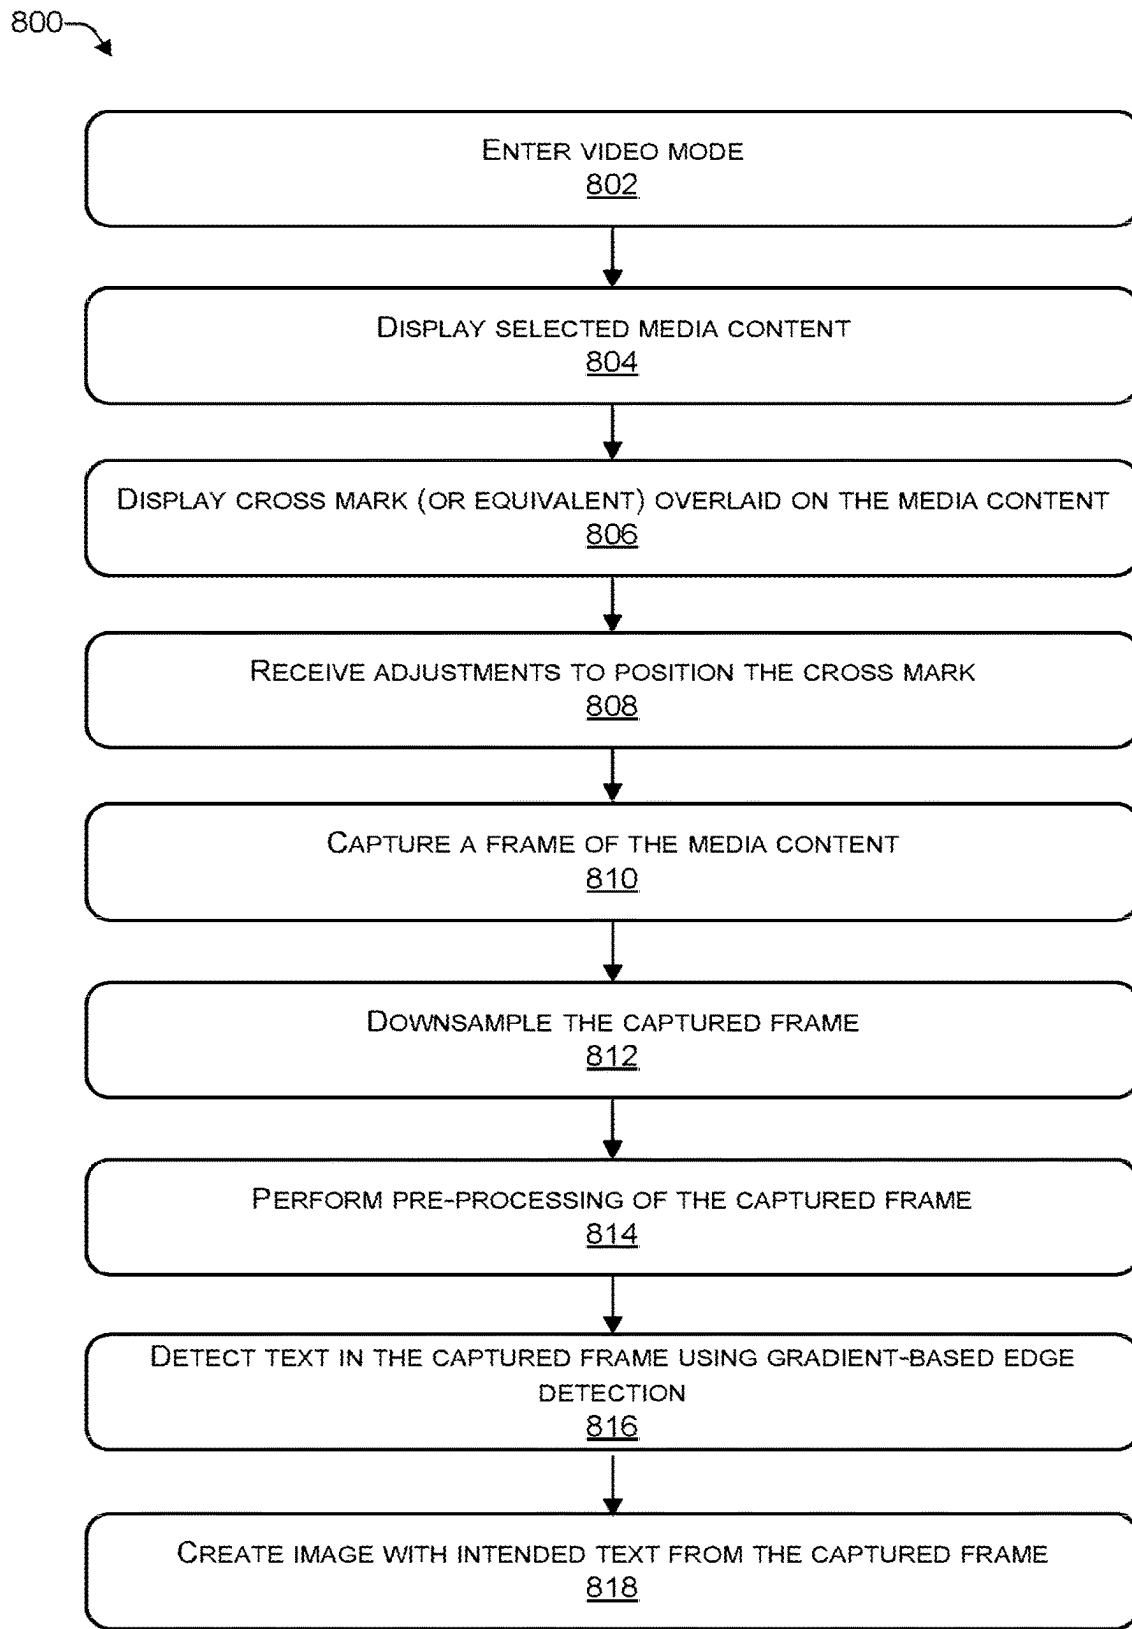 800
ENTER VIDEO MODE
802
DISPLAY SELECTED MEDIA CONTENT
804
DISPLAY CROSS MARK (OR EQUIVALENT) OVERLAID ON THE MEDIA CONTENT
806
RECEIVE ADJUSTMENTS TO POSITION THE CROSS MARK
808
CAPTURE A FRAME OF THE MEDIA CONTENT
810
DOWNSAMPLE THE CAPTURED FRAME
812
PERFORM PRE-PROCESSING OF THE CAPTURED FRAME
814
DETECT TEXT IN THE CAPTURED FRAME USING GRADIENT-BASED EDGE
DETECTION
816
CREATE IMAGE WITH INTENDED TEXT FROM THE CAPTURED FRAME
818